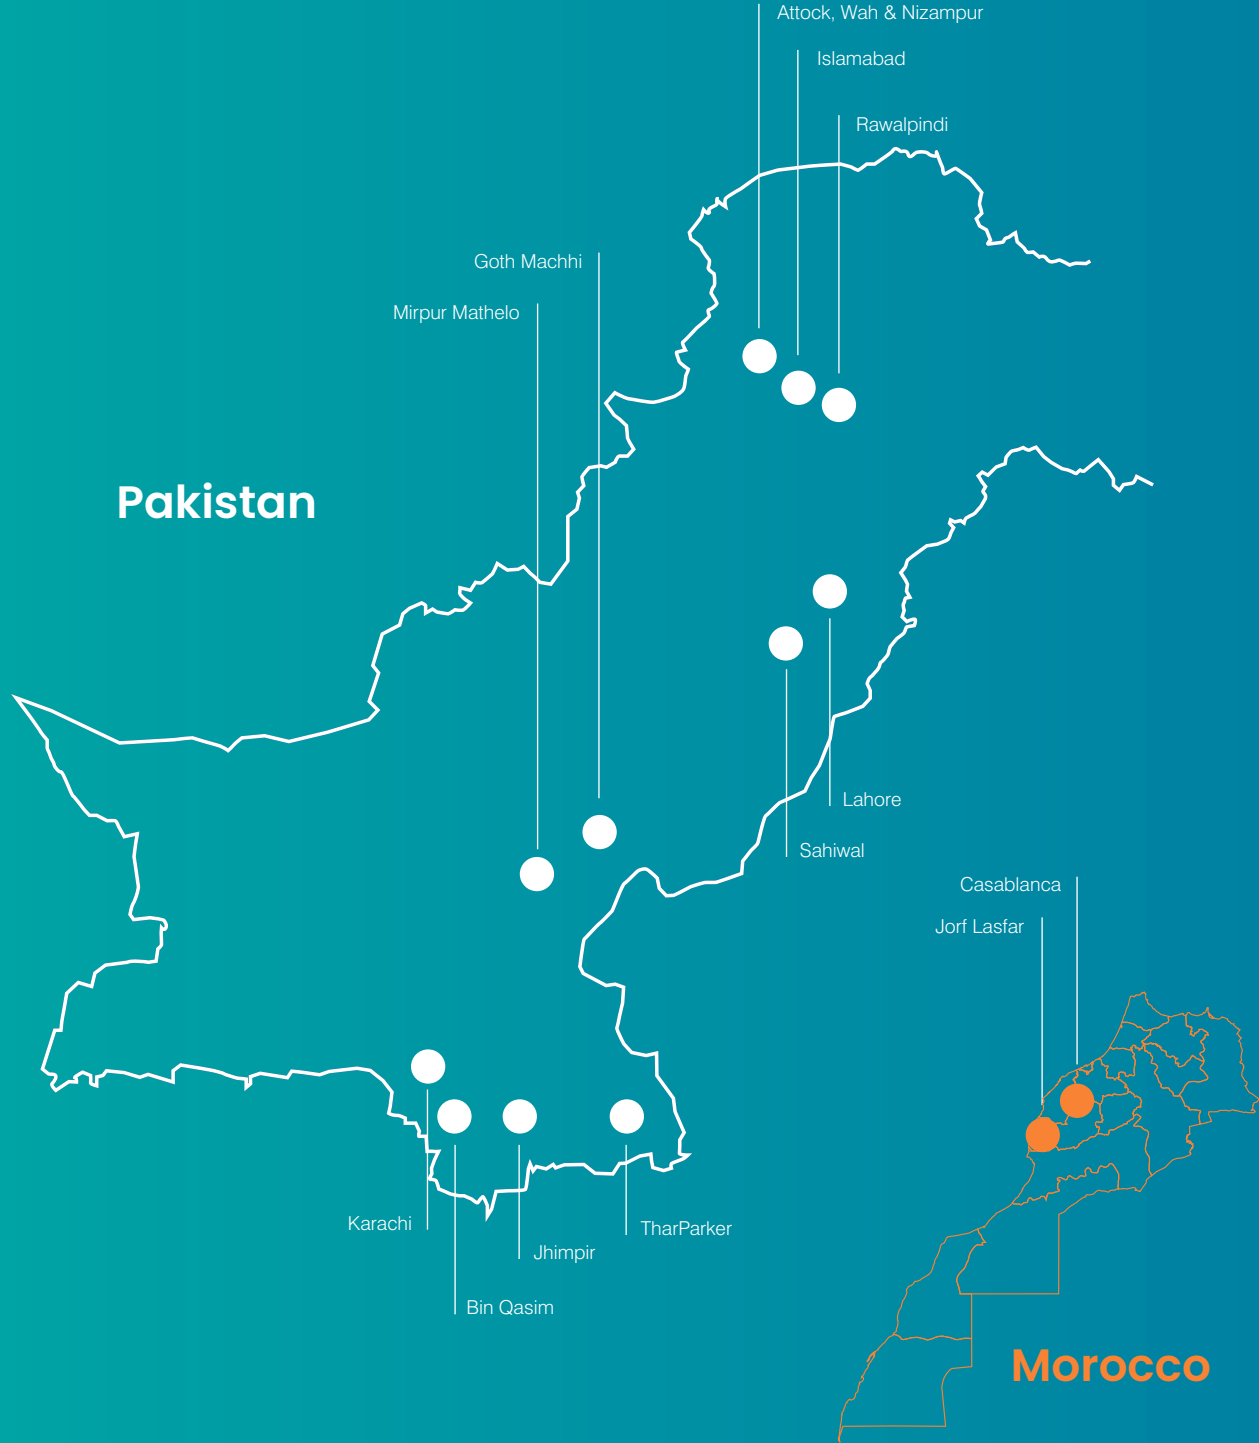 Attock, Wah & Nizampur
Islamabad
Rawalpindi
Goth Machhi
Mirpur Mathelo
Pakistan
Lahore
Sahiwal
Casablanca
Jorf Lasfar
Karachi
TharParker
Jhimpir
Bin Qasim
Morocco